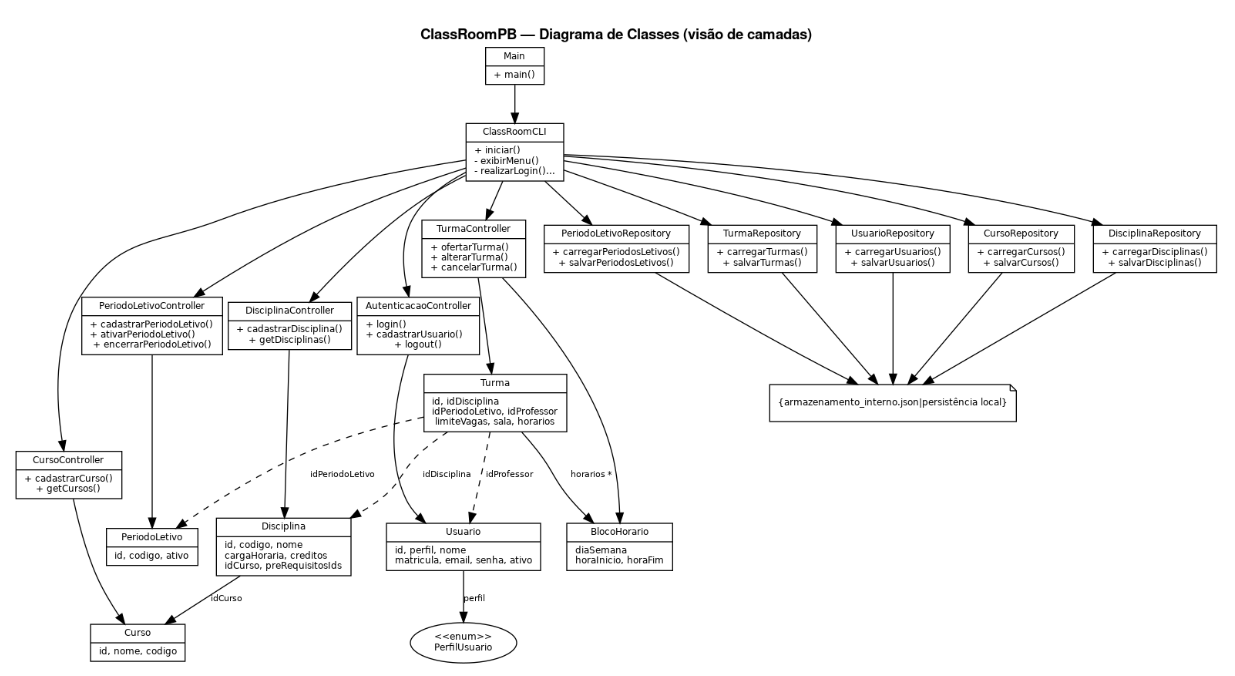 ClassRoomPB — Diagrama de Classes (visão de camadas)
Main
+ main()
ClassRoomCLI
+ iniciar()
- exibirMenu()
- realizarLogin()...
TurmaController
+ ofertarTurma()
+ alterarTurma()
+ cancelarTurma()
PeriodoLetivoRepository
+ carregarPeriodosLetivos()
+ salvarPeriodosLetivos()
TurmaRepository
+ carregarTurmas()
+ salvarTurmas()
UsuarioRepository
+ carregarUsuarios()
+ salvarUsuarios()
CursoRepository
+ carregarCursos()
+ salvarCursos()
DisciplinaRepository
+ carregarDisciplinas()
+ salvarDisciplinas()
PeriodoLetivoController
+ cadastrarPeriodoLetivo()
+ ativarPeriodoLetivo()
+ encerrarPeriodoLetivo()
DisciplinaController
+ cadastrarDisciplina()
+ getDisciplinas()
AutenticacaoController
+ login()
+ cadastrarUsuario()
+ logout()
Turma
id, idDisciplina
idPeriodoLetivo, idProfessor
limiteVagas, sala, horarios
{armazenamento_interno.json|persistência local}
CursoController
+ cadastrarCurso()
+ getCursos()
idPeriodoLetivo
idDisciplina
idProfessor
horarios *
PeriodoLetivo
id, codigo, ativo
Disciplina
id, codigo, nome
cargaHoraria, creditos
idCurso, preRequisitosIds
Usuario
id, perfil, nome
matricula, email, senha, ativo
BlocoHorario
diaSemana
horaInicio, horaFim
idCurso
perfil
Curso
id, nome, codigo
<<enum>>
PerfilUsuario